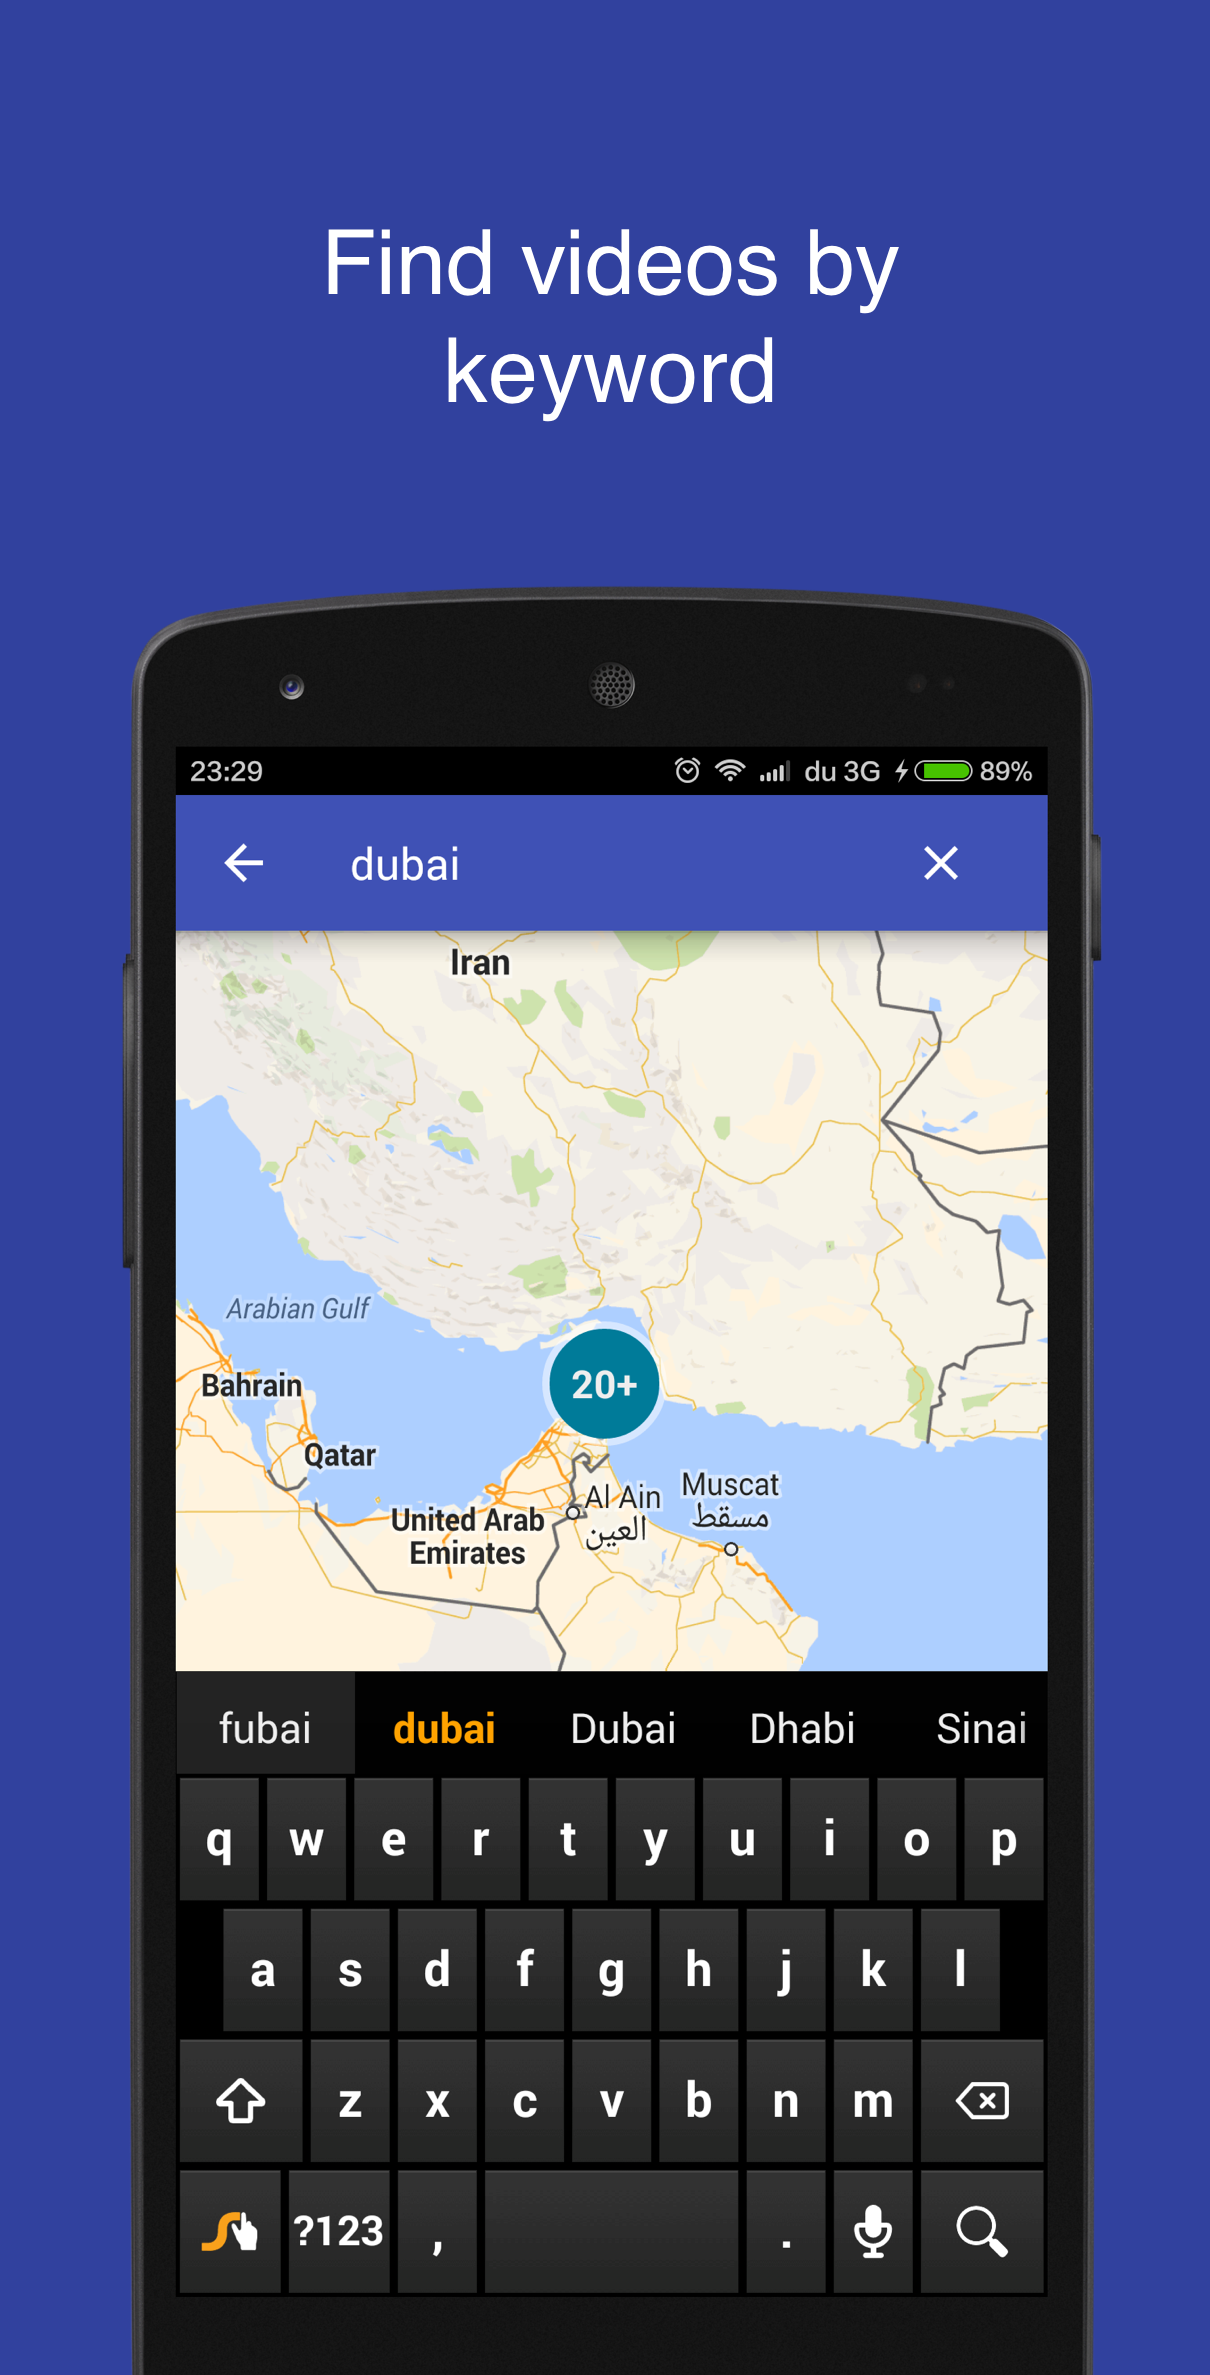 Find videos by
keyword
23:29 du 3G 89%
dubai
Iran
Arabian Gulf
Bahrain
20+
Qatar
Al Ain
العين
Muscat
مسقط
United Arab
Emirates
fubai dubai Dubai Dhabi Sinai
q w e r t y u i o p
a s d f g h j k l
z x c v b n m
?123 , .